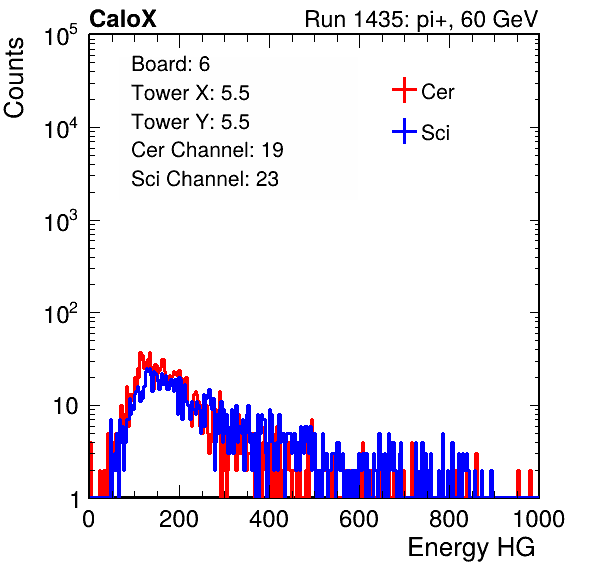 CaloX Run 1435: pi+, 60 GeV
Counts
10^5
10^4
10^3
10^2
10
1
Board: 6
Tower X: 5.5
Tower Y: 5.5
Cer Channel: 19
Sci Channel: 23
Cer
Sci
0 200 400 600 800 1000
Energy HG